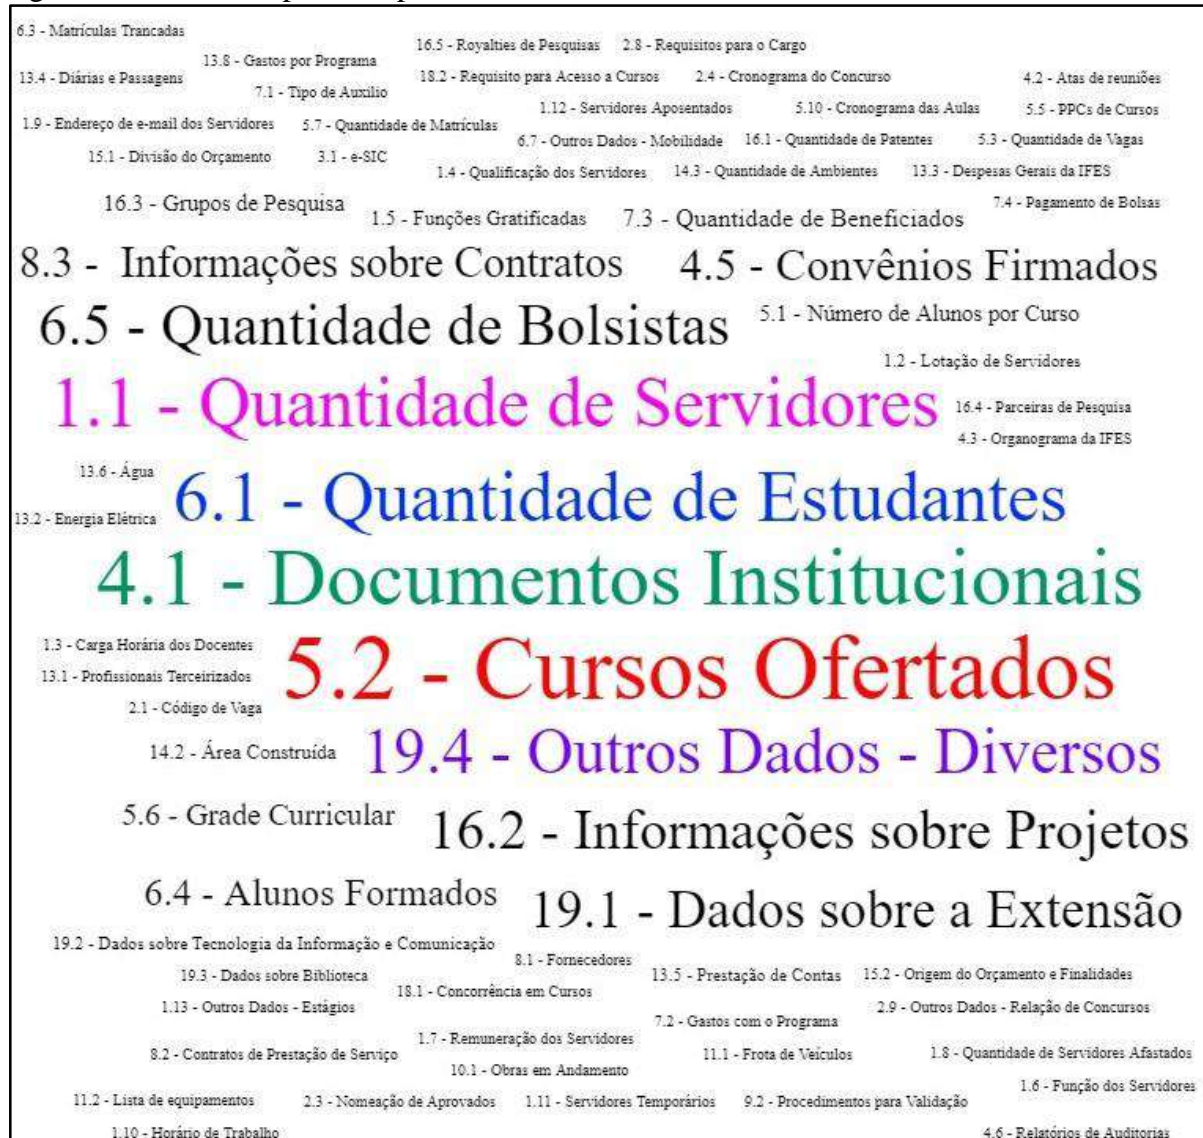 6.3 - Matrículas Trancadas
16.5 - Royalties de Pesquisas 2.8 - Requisitos para o Cargo
13.8 - Gastos por Programa
13.4 - Diárias e Passagens 18.2 - Requisito para Acesso a Cursos 2.4 - Cronograma do Concurso 4.2 - Atas de reuniões
7.1 - Tipo de Auxilio
1.12 - Servidores Aposentados 5.10 - Cronograma das Aulas 5.5 - PPCs de Cursos
1.9 - Endereço de e-mail dos Servidores 5.7 - Quantidade de Matrículas
6.7 - Outros Dados - Mobilidade 16.1 - Quantidade de Patentes 5.3 - Quantidade de Vagas
15.1 - Divisão do Orçamento 3.1 - e-SIC
1.4 - Qualificação dos Servidores 14.3 - Quantidade de Ambientes 13.3 - Despesas Gerais da IFES
16.3 - Grupos de Pesquisa 1.5 - Funções Gratificadas 7.3 - Quantidade de Beneficiados 7.4 - Pagamento de Bolsas
8.3 - Informações sobre Contratos 4.5 - Convênios Firmados
6.5 - Quantidade de Bolsistas 5.1 - Número de Alunos por Curso
1.2 - Lotação de Servidores
1.1 - Quantidade de Servidores 16.4 - Parceiras de Pesquisa
4.3 - Organograma da IFES
13.6 - Água
6.1 - Quantidade de Estudantes
13.2 - Energia Elétrica
4.1 - Documentos Institucionais
1.3 - Carga Horária dos Docentes
5.2 - Cursos Ofertados
13.1 - Profissionais Terceirizados
2.1 - Código de Vaga
14.2 - Área Construída 19.4 - Outros Dados - Diversos
5.6 - Grade Curricular 16.2 - Informações sobre Projetos
6.4 - Alunos Formados 19.1 - Dados sobre a Extensão
19.2 - Dados sobre Tecnologia da Informação e Comunicação
8.1 - Fornecedores
19.3 - Dados sobre Biblioteca 13.5 - Prestação de Contas 15.2 - Origem do Orçamento e Finalidades
18.1 - Concorrência em Cursos
1.13 - Outros Dados - Estágios 2.9 - Outros Dados - Relação de Concursos
7.2 - Gastos com o Programa
1.7 - Remuneração dos Servidores
8.2 - Contratos de Prestação de Serviço 11.1 - Frota de Veículos 1.8 - Quantidade de Servidores Afastados
10.1 - Obras em Andamento
1.6 - Função dos Servidores
11.2 - Lista de equipamentos 2.3 - Nomeação de Aprovados 1.11 - Servidores Temporários 9.2 - Procedimentos para Validação
1.10 - Horário de Trabalho 4.6 - Relatórios de Auditorias